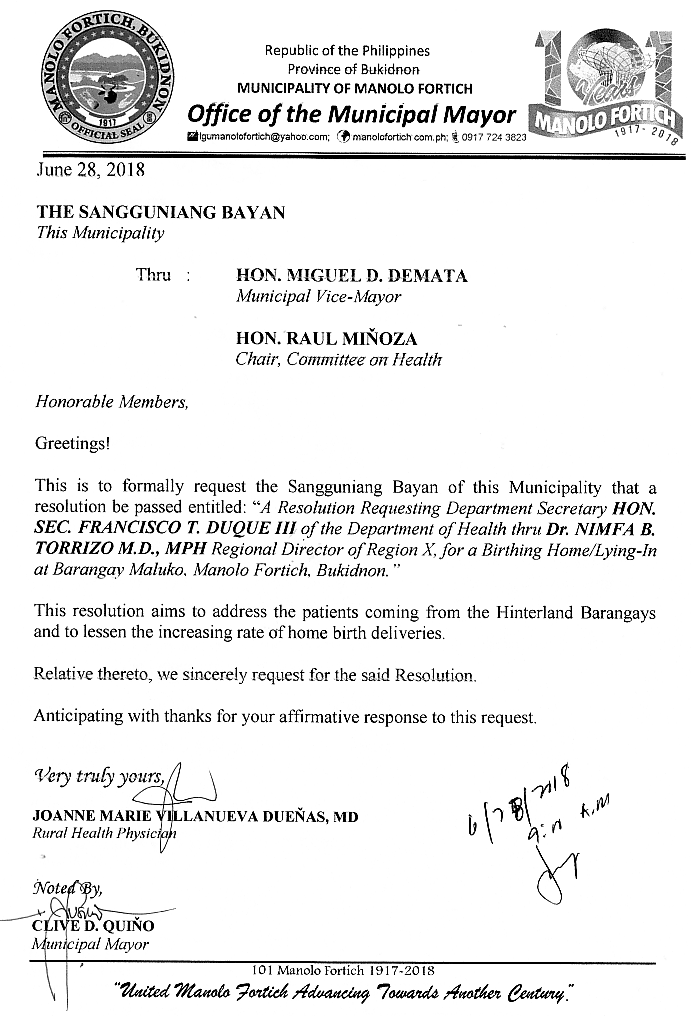 MANOLO FORTICH, BUKIDNON
1917
OFFICIAL SEAL
Republic of the Philippines
Province of Bukidnon
MUNICIPALITY OF MANOLO FORTICH
Office of the Municipal Mayor
lgumanolofortich@yahoo.com; manolofortich.com.ph; 0917 724 3823
101
Years
MANOLO FORTICH
1917-2018
June 28, 2018
THE SANGGUNIANG BAYAN
This Municipality
Thru : HON. MIGUEL D. DEMATA
Municipal Vice-Mayor
HON. RAUL MIÑOZA
Chair, Committee on Health
Honorable Members,
Greetings!
This is to formally request the Sangguniang Bayan of this Municipality that a
resolution be passed entitled: “A Resolution Requesting Department Secretary HON.
SEC. FRANCISCO T. DUQUE III of the Department of Health thru Dr. NIMFA B.
TORRIZO M.D., MPH Regional Director of Region X, for a Birthing Home/Lying-In
at Barangay Maluko, Manolo Fortich, Bukidnon.”
This resolution aims to address the patients coming from the Hinterland Barangays
and to lessen the increasing rate of home birth deliveries.
Relative thereto, we sincerely request for the said Resolution.
Anticipating with thanks for your affirmative response to this request.
Very truly yours,
JOANNE MARIE VILLANUEVA DUEÑAS, MD
Rural Health Physician
6/28/2018
A.M
Noted By,
CLIVE D. QUIÑO
Municipal Mayor
101 Manolo Fortich 1917-2018
"United Manolo Fortich Advancing Towards Another Century."